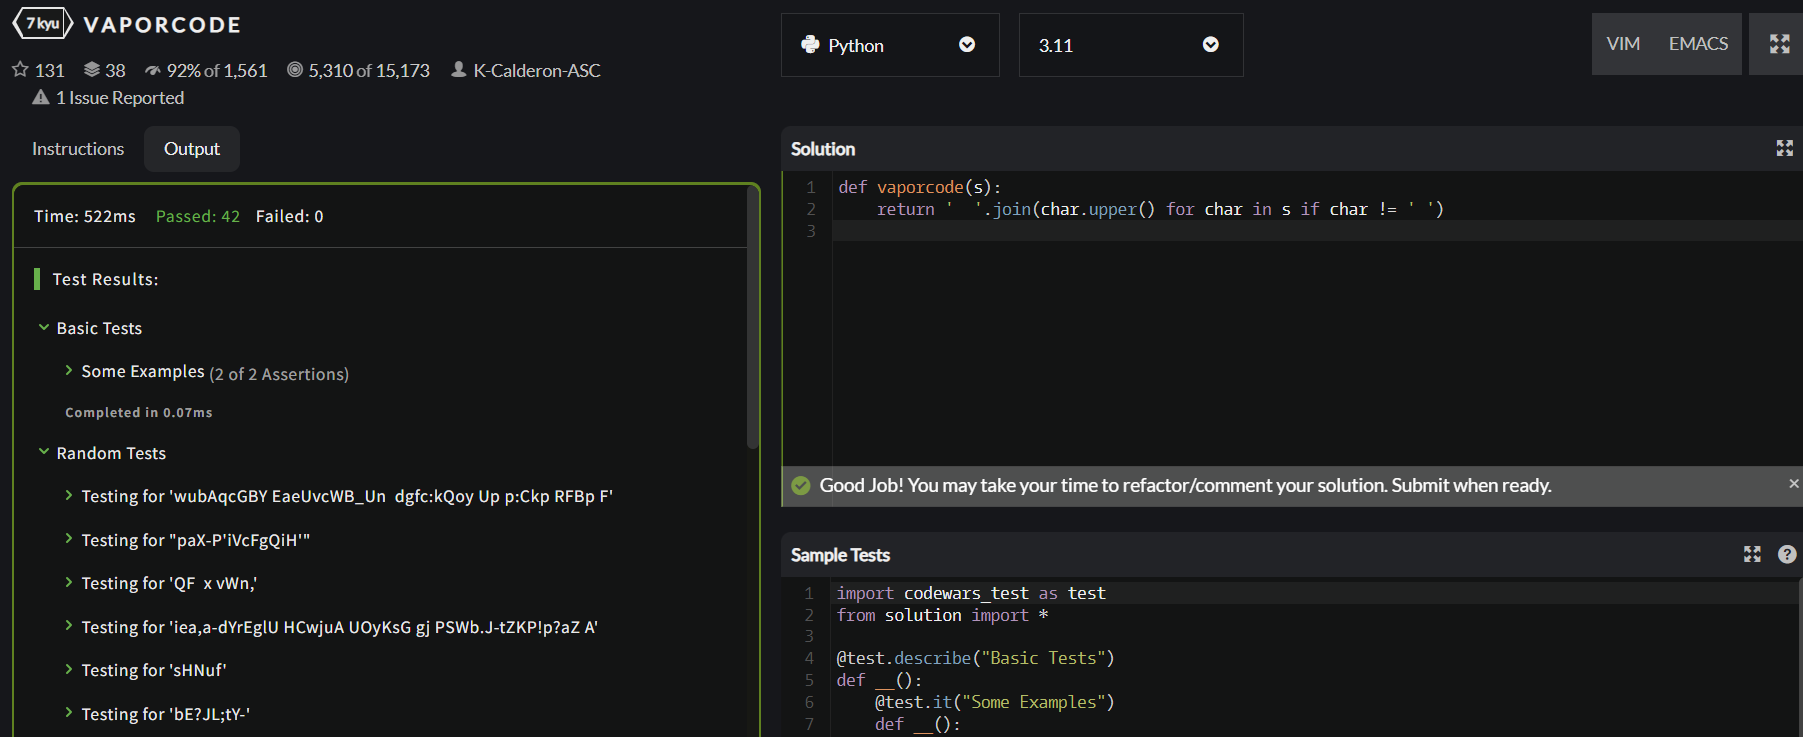 7 kyu VAPORCODE
131 38 92% of 1,561 5,310 of 15,173 K-Calderon-ASC
1 Issue Reported
Instructions Output
Time: 522ms Passed: 42 Failed: 0
Test Results:
Basic Tests
Some Examples (2 of 2 Assertions)
Completed in 0.07ms
Random Tests
Testing for 'wubAqcGBY EaeUvcWB_Un  dgfc:kQoy Up p:Ckp RFBp F'
Testing for "paX-P'iVcFgQiH'"
Testing for 'QF  x vWn,'
Testing for 'iea,a-dYrEglU HCwjuA UOyKsG gj PSWb.J-tZKP!p?aZ A'
Testing for 'sHNuf'
Testing for 'bE?JL;tY-'
Python 3.11 VIM EMACS
Solution
1 def vaporcode(s):
2     return '  '.join(char.upper() for char in s if char != ' ')
3
Good Job! You may take your time to refactor/comment your solution. Submit when ready. ×
Sample Tests ?
1 import codewars_test as test
2 from solution import *
3
4 @test.describe("Basic Tests")
5 def __():
6     @test.it("Some Examples")
7     def __():